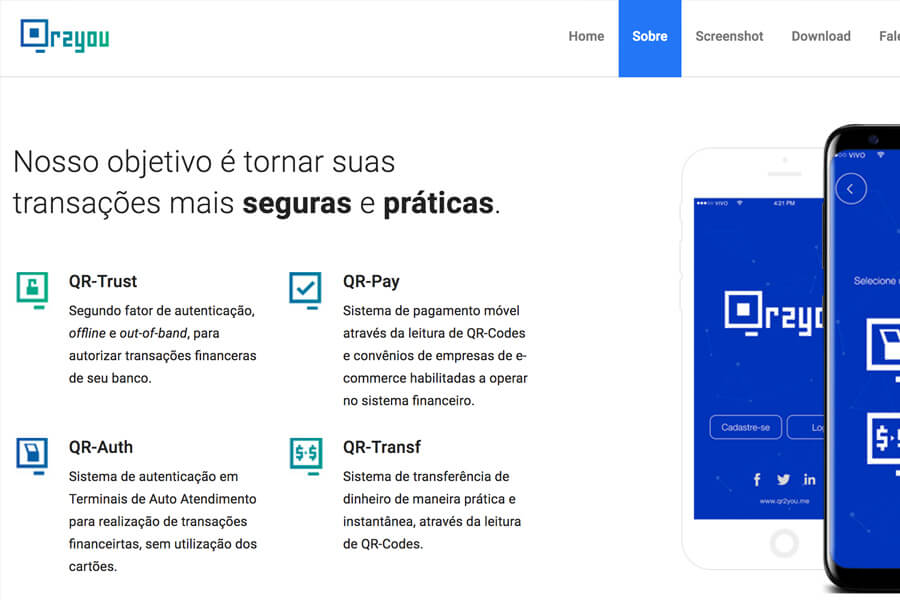 Qr2you
Home
Sobre
Screenshot
Download
Nosso objetivo é tornar suas
transações mais seguras e práticas.
QR-Trust
Segundo fator de autenticação,
offline e out-of-band, para
autorizar transações financeras
de seu banco.
QR-Pay
Sistema de pagamento móvel
através da leitura de QR-Codes
e convênios de empresas de e-
commerce habilitadas a operar
no sistema financeiro.
QR-Auth
Sistema de autenticação em
Terminais de Auto Atendimento
para realização de transações
financeirtas, sem utilização dos
cartões.
QR-Transf
Sistema de transferência de
dinheiro de maneira prática e
instantânea, através da leitura
de QR-Codes.
VIVO
4:21 PM
Qr2yo
Cadastre-se
Lo
www.qr2you.me
VIVO
Selecione